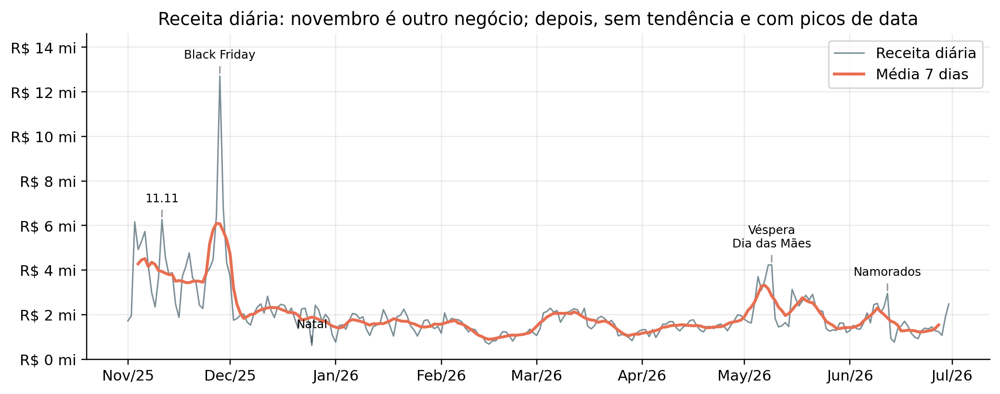 Receita diária: novembro é outro negócio; depois, sem tendência e com picos de data
R$ 14 mi
R$ 12 mi
R$ 10 mi
R$ 8 mi
R$ 6 mi
R$ 4 mi
R$ 2 mi
R$ 0 mi
Black Friday
11.11
Natal
Véspera
Dia das Mães
Namorados
Receita diária
Média 7 dias
Nov/25
Dec/25
Jan/26
Feb/26
Mar/26
Apr/26
May/26
Jun/26
Jul/26